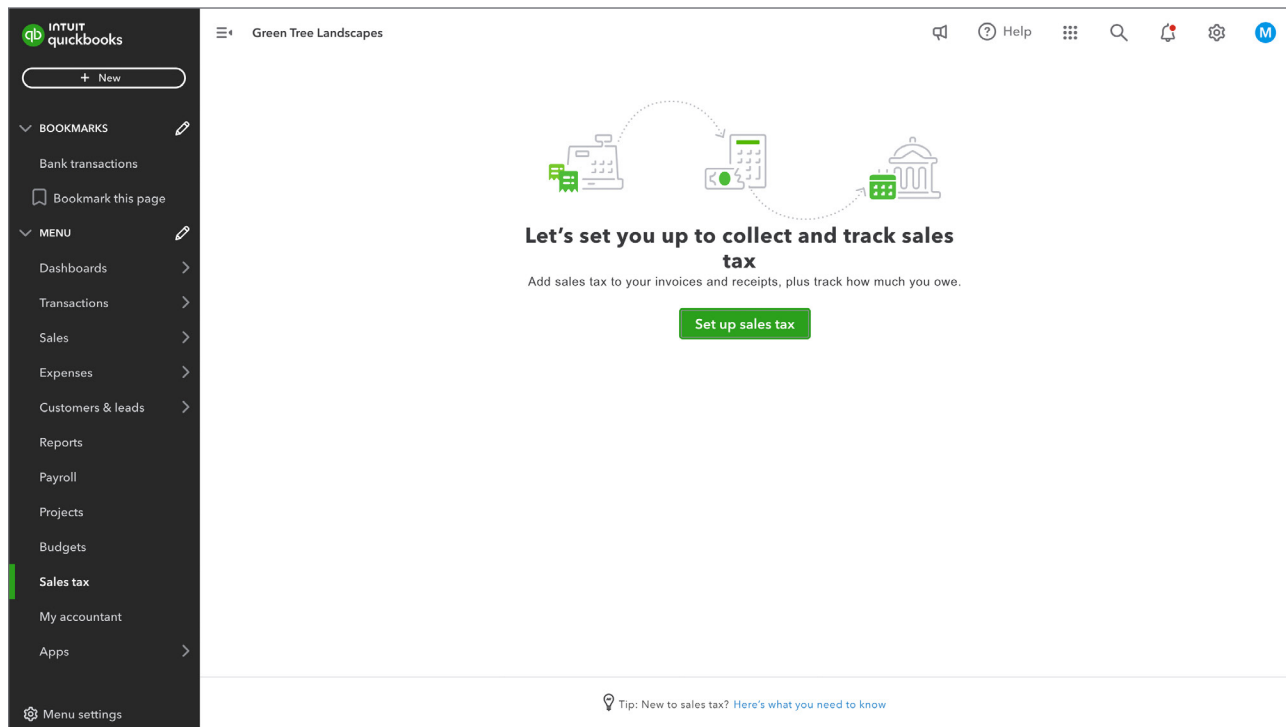 INTUIT
quickbooks
qb
+ New
BOOKMARKS
Bank transactions
Bookmark this page
MENU
Dashboards
Transactions
Sales
Expenses
Customers & leads
Reports
Payroll
Projects
Budgets
Sales tax
My accountant
Apps
Menu settings
Green Tree Landscapes
? Help
M
Let's set you up to collect and track sales
tax
Add sales tax to your invoices and receipts, plus track how much you owe.
Set up sales tax
Tip: New to sales tax? Here's what you need to know